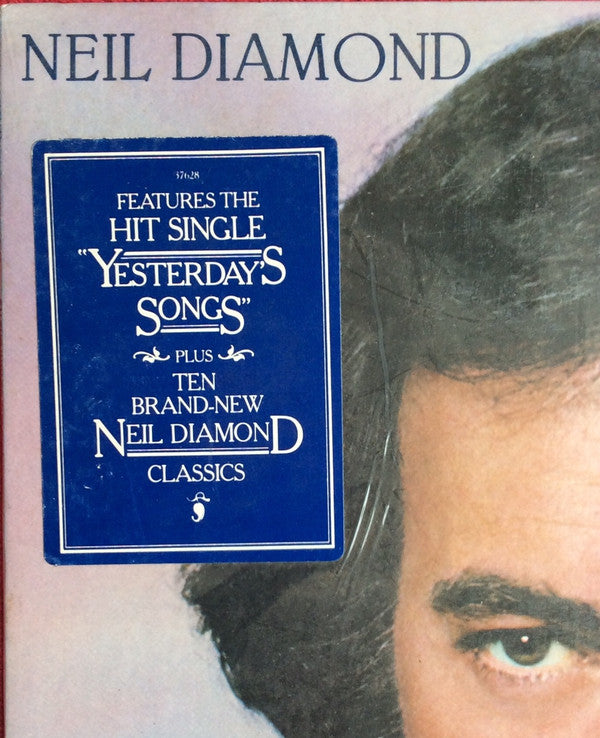 NEIL DIAMOND
37628
FEATURES THE
HIT SINGLE
"YESTERDAY'S
SONGS"
PLUS
TEN
BRAND-NEW
NEIL DIAMOND
CLASSICS